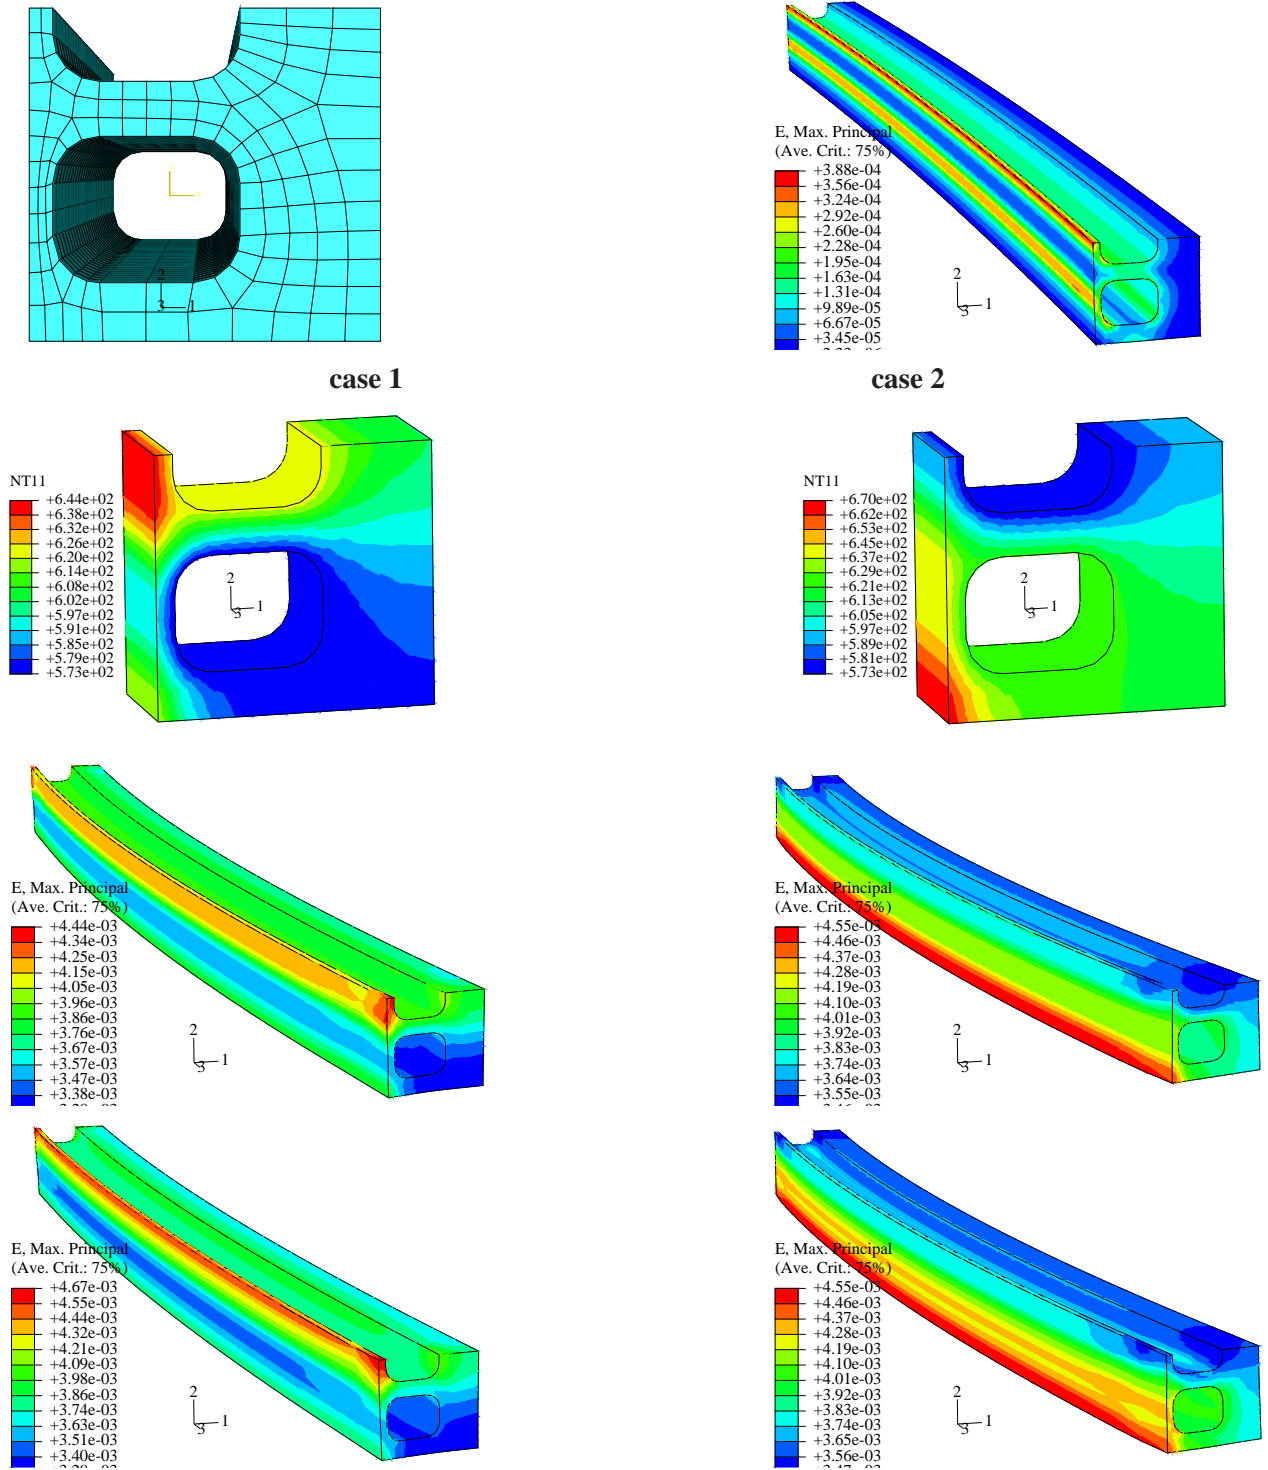 2
3
1
E, Max. Principal
(Ave. Crit.: 75%)
+3.88e-04
+3.56e-04
+3.24e-04
+2.92e-04
+2.60e-04
+2.28e-04
+1.95e-04
+1.63e-04
+1.31e-04
+9.89e-05
+6.67e-05
+3.45e-05
2
3
1
case 1
case 2
NT11
+6.44e+02
+6.38e+02
+6.32e+02
+6.26e+02
+6.20e+02
+6.14e+02
+6.08e+02
+6.02e+02
+5.97e+02
+5.91e+02
+5.85e+02
+5.79e+02
+5.73e+02
2
3
1
NT11
+6.70e+02
+6.62e+02
+6.53e+02
+6.45e+02
+6.37e+02
+6.29e+02
+6.21e+02
+6.13e+02
+6.05e+02
+5.97e+02
+5.89e+02
+5.81e+02
+5.73e+02
2
3
1
E, Max. Principal
(Ave. Crit.: 75%)
+4.44e-03
+4.34e-03
+4.25e-03
+4.15e-03
+4.05e-03
+3.96e-03
+3.86e-03
+3.76e-03
+3.67e-03
+3.57e-03
+3.47e-03
+3.38e-03
2
3
1
E, Max. Principal
(Ave. Crit.: 75%)
+4.55e-03
+4.46e-03
+4.37e-03
+4.28e-03
+4.19e-03
+4.10e-03
+4.01e-03
+3.92e-03
+3.83e-03
+3.74e-03
+3.64e-03
+3.55e-03
2
3
1
E, Max. Principal
(Ave. Crit.: 75%)
+4.67e-03
+4.55e-03
+4.44e-03
+4.32e-03
+4.21e-03
+4.09e-03
+3.98e-03
+3.86e-03
+3.74e-03
+3.63e-03
+3.51e-03
+3.40e-03
2
3
1
E, Max. Principal
(Ave. Crit.: 75%)
+4.55e-03
+4.46e-03
+4.37e-03
+4.28e-03
+4.19e-03
+4.10e-03
+4.01e-03
+3.92e-03
+3.83e-03
+3.74e-03
+3.65e-03
+3.56e-03
2
3
1